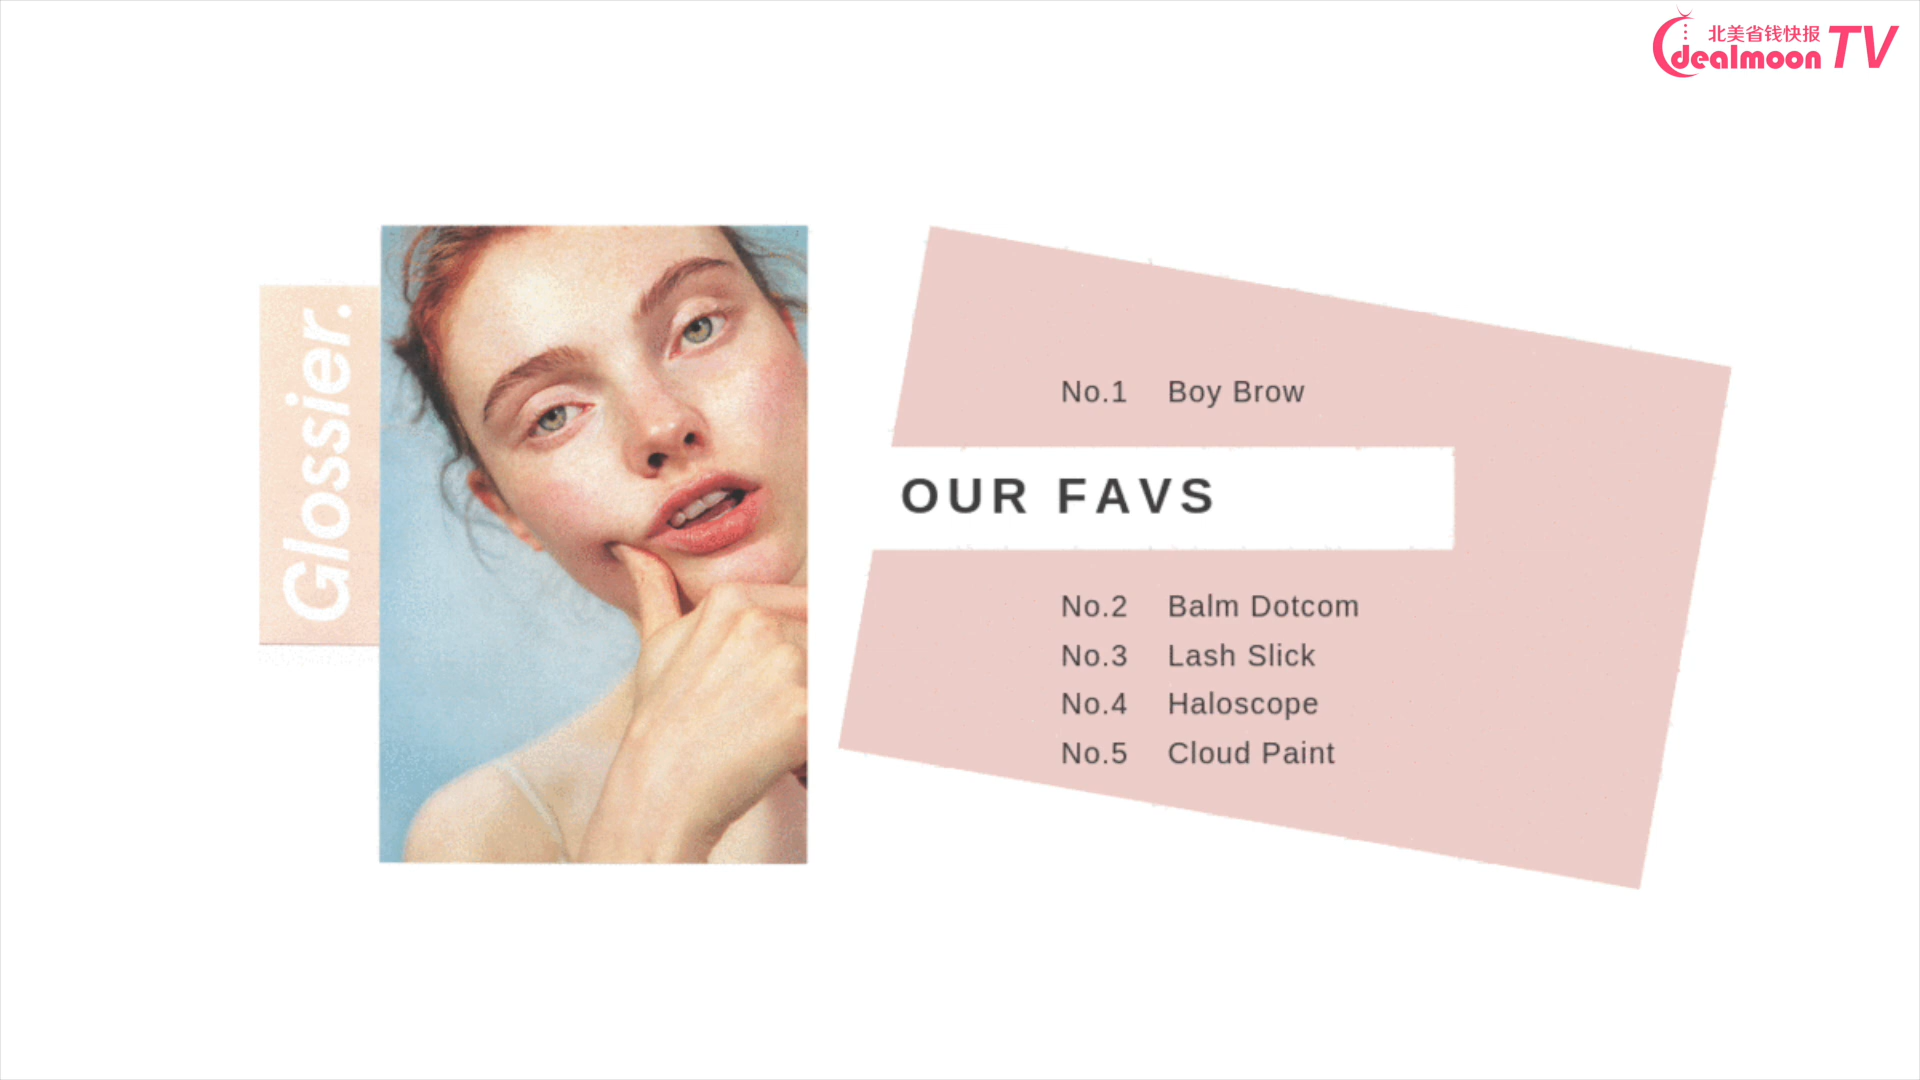 北美省钱快报
dealmoon TV
Glossier.
No.1 Boy Brow
OUR FAVS
No.2 Balm Dotcom
No.3 Lash Slick
No.4 Haloscope
No.5 Cloud Paint